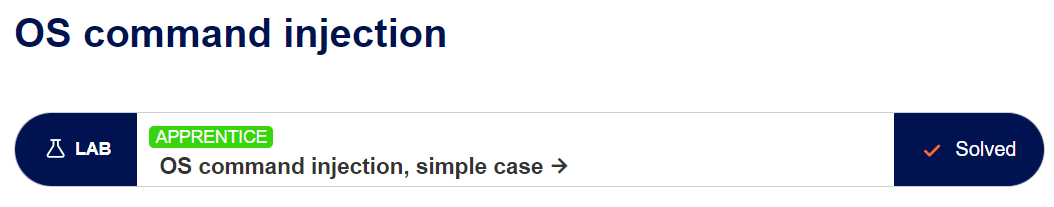 OS command injection
APPRENTICE
LAB
OS command injection, simple case →
Solved